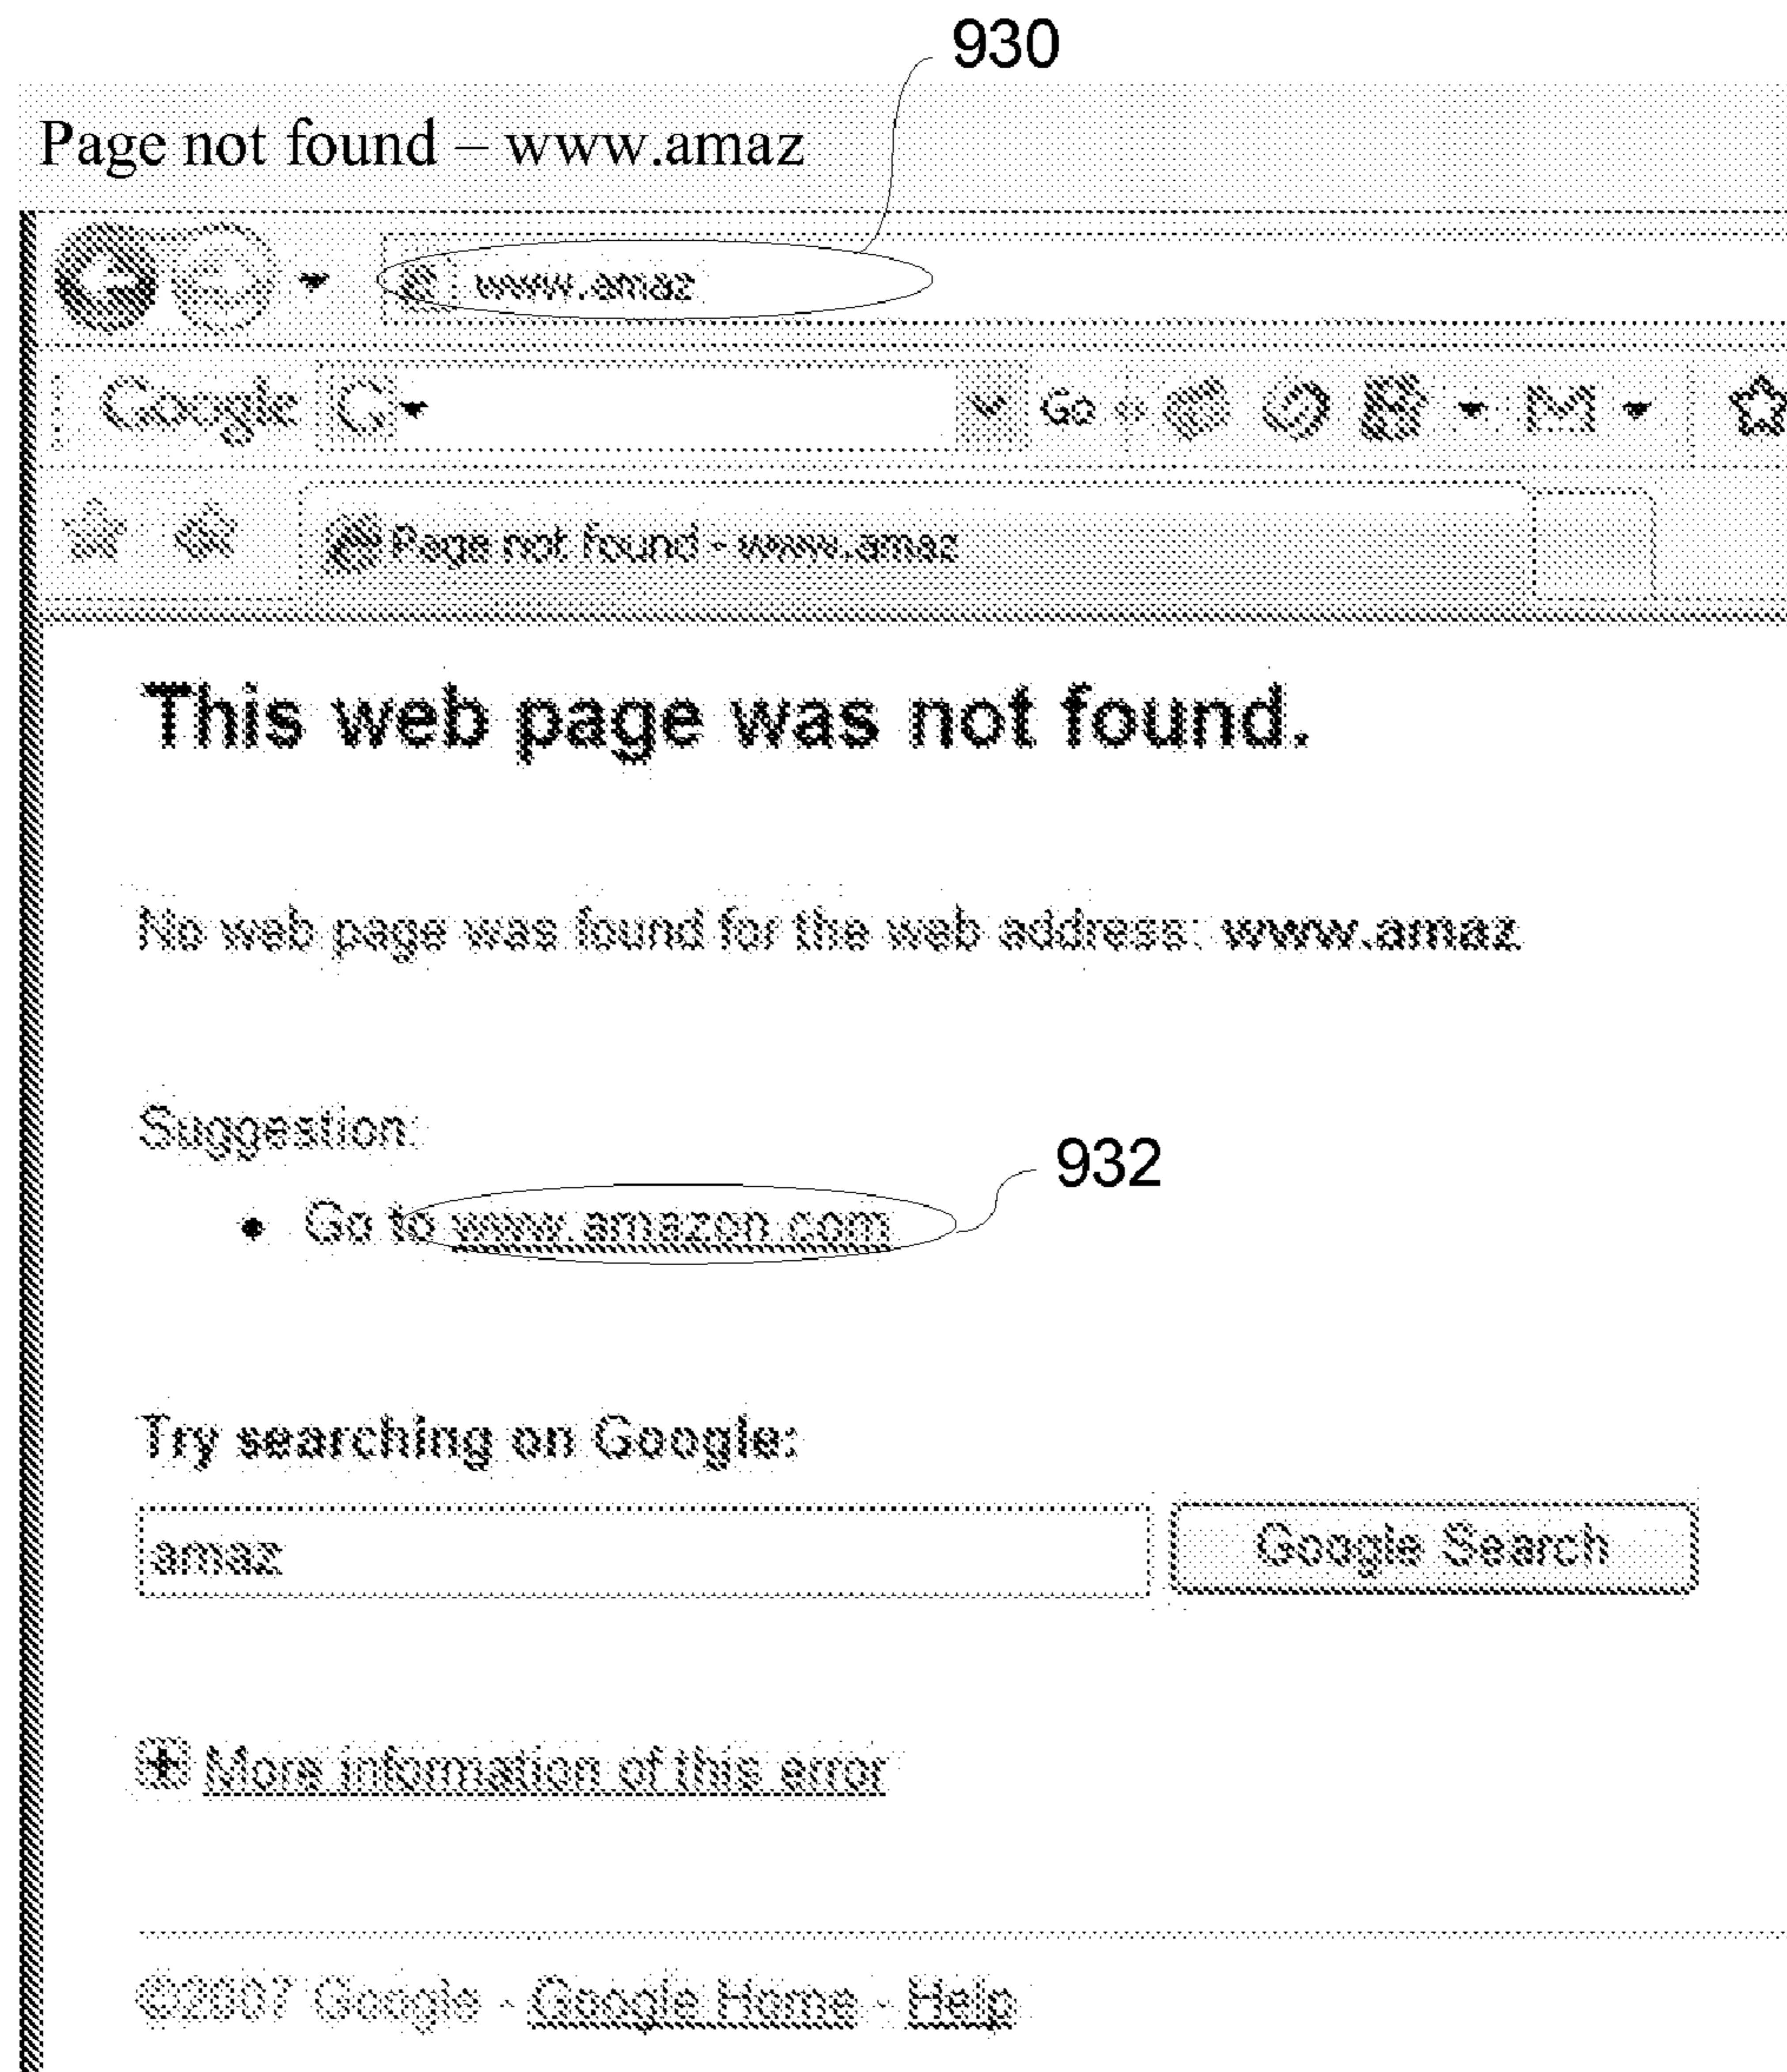 930
Page not found – www.amaz
www.amaz
Google G Go
Page not found - www.amaz
This web page was not found.
No web page was found for the web address: www.amaz
Suggestion:
932
• Go to www.amazon.com
Try searching on Google:
amaz Google Search
+ More information of this error
©2007 Google - Google Home - Help